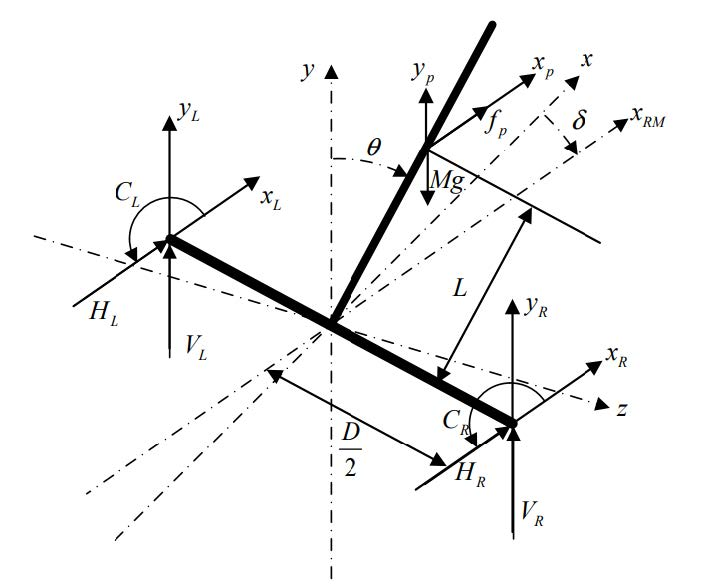 y
y_p
x_p
x
f_p
δ
x_RM
y_L
θ
Mg
C_L
x_L
L
H_L
V_L
y_R
x_R
z
C_R
D
2
H_R
V_R